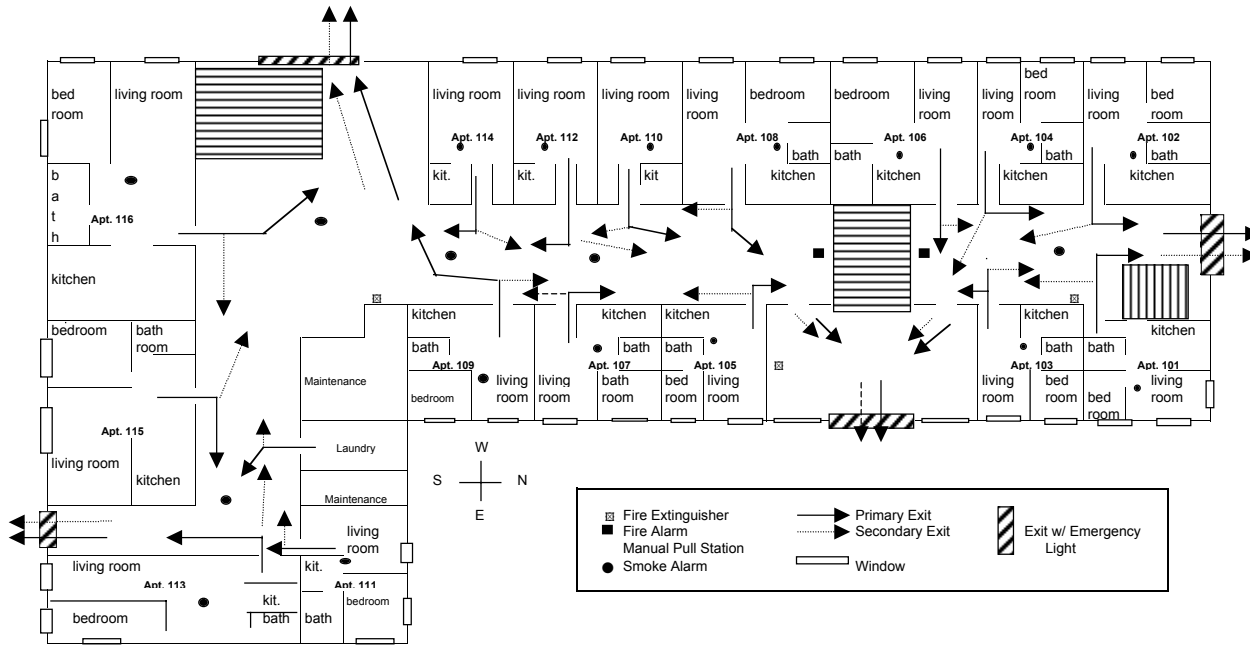 bed
room
living room
b
a
t
h
Apt. 116
kitchen
bedroom
bath
room
Apt. 115
living room
kitchen
living room
Apt. 114
kit.
living room
Apt. 112
kit.
living room
Apt. 110
kit
living
room
bedroom
Apt. 108
bath
kitchen
bedroom
living
room
Apt. 106
bath
kitchen
living
room
bed
room
Apt. 104
bath
kitchen
living
room
bed
room
Apt. 102
bath
kitchen
kitchen
bath
Apt. 109
bedroom
living
room
kitchen
bath
Apt. 107
living
room
bath
room
kitchen
bath
Apt. 105
bed
room
living
room
kitchen
Apt. 103
living
room
bed
room
kitchen
bath
Apt. 101
living
room
bed
room
Maintenance
Laundry
Maintenance
living
room
kit.
Apt. 111
bedroom
bath
living room
Apt. 113
kit.
bath
bedroom
W
S N
E
Fire Extinguisher
Fire Alarm
Manual Pull Station
Smoke Alarm
Primary Exit
Secondary Exit
Window
Exit w/ Emergency
Light